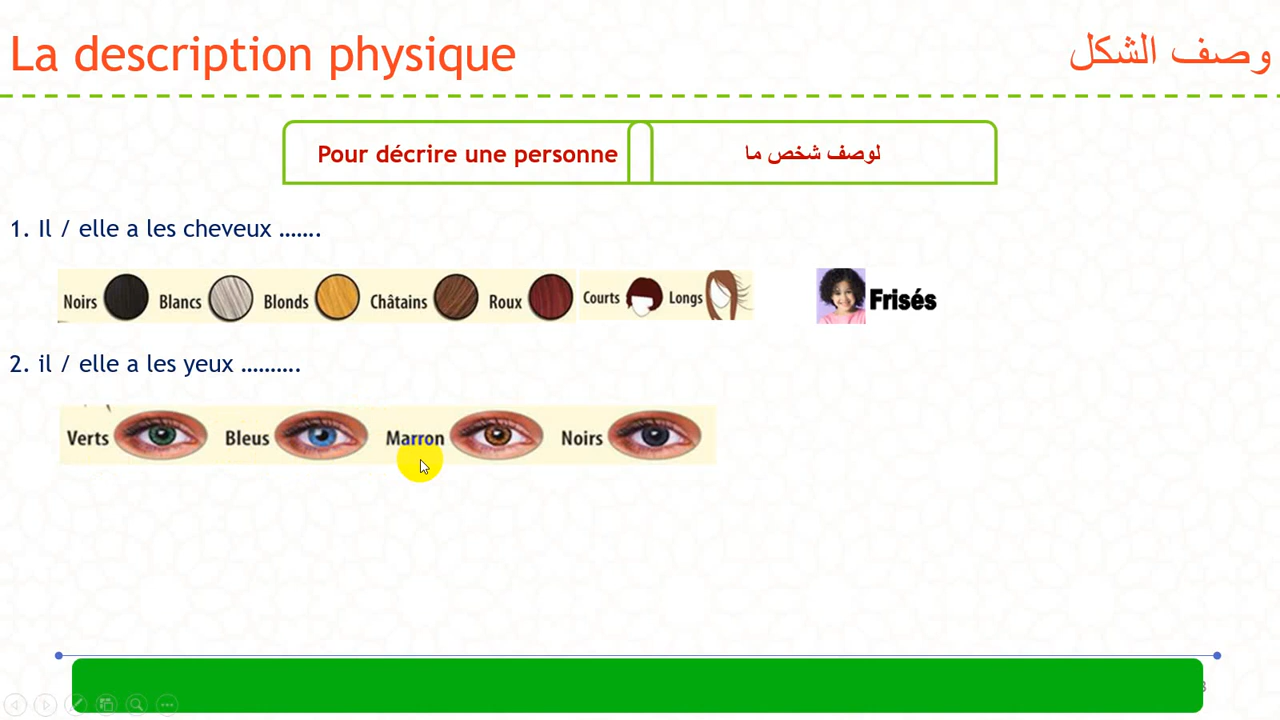 La description physique
وصف الشكل
Pour décrire une personne
لوصف شخص ما
1. Il / elle a les cheveux …….
Noirs Blancs Blonds Châtains Roux Courts Longs Frisés
2. il / elle a les yeux ……….
Verts Bleus Marron Noirs